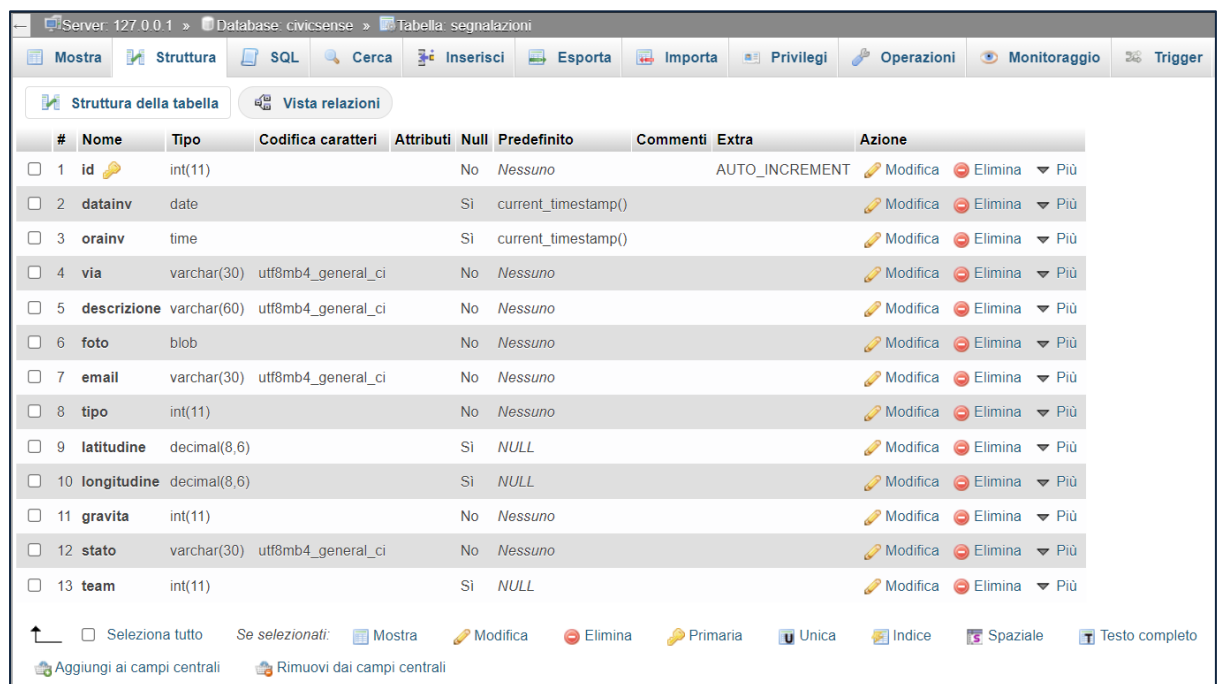 ← Server: 127.0.0.1 » Database: civicsense » Tabella: segnalazioni
Mostra Struttura SQL Cerca Inserisci Esporta Importa Privilegi Operazioni Monitoraggio Trigger
Struttura della tabella Vista relazioni
# Nome Tipo Codifica caratteri Attributi Null Predefinito Commenti Extra Azione
1 id int(11) No Nessuno AUTO_INCREMENT Modifica Elimina Più
2 datainv date Sì current_timestamp() Modifica Elimina Più
3 orainv time Sì current_timestamp() Modifica Elimina Più
4 via varchar(30) utf8mb4_general_ci No Nessuno Modifica Elimina Più
5 descrizione varchar(60) utf8mb4_general_ci No Nessuno Modifica Elimina Più
6 foto blob No Nessuno Modifica Elimina Più
7 email varchar(30) utf8mb4_general_ci No Nessuno Modifica Elimina Più
8 tipo int(11) No Nessuno Modifica Elimina Più
9 latitudine decimal(8,6) Sì NULL Modifica Elimina Più
10 longitudine decimal(8,6) Sì NULL Modifica Elimina Più
11 gravita int(11) No Nessuno Modifica Elimina Più
12 stato varchar(30) utf8mb4_general_ci No Nessuno Modifica Elimina Più
13 team int(11) Sì NULL Modifica Elimina Più
Seleziona tutto Se selezionati: Mostra Modifica Elimina Primaria Unica Indice Spaziale Testo completo
Aggiungi ai campi centrali Rimuovi dai campi centrali